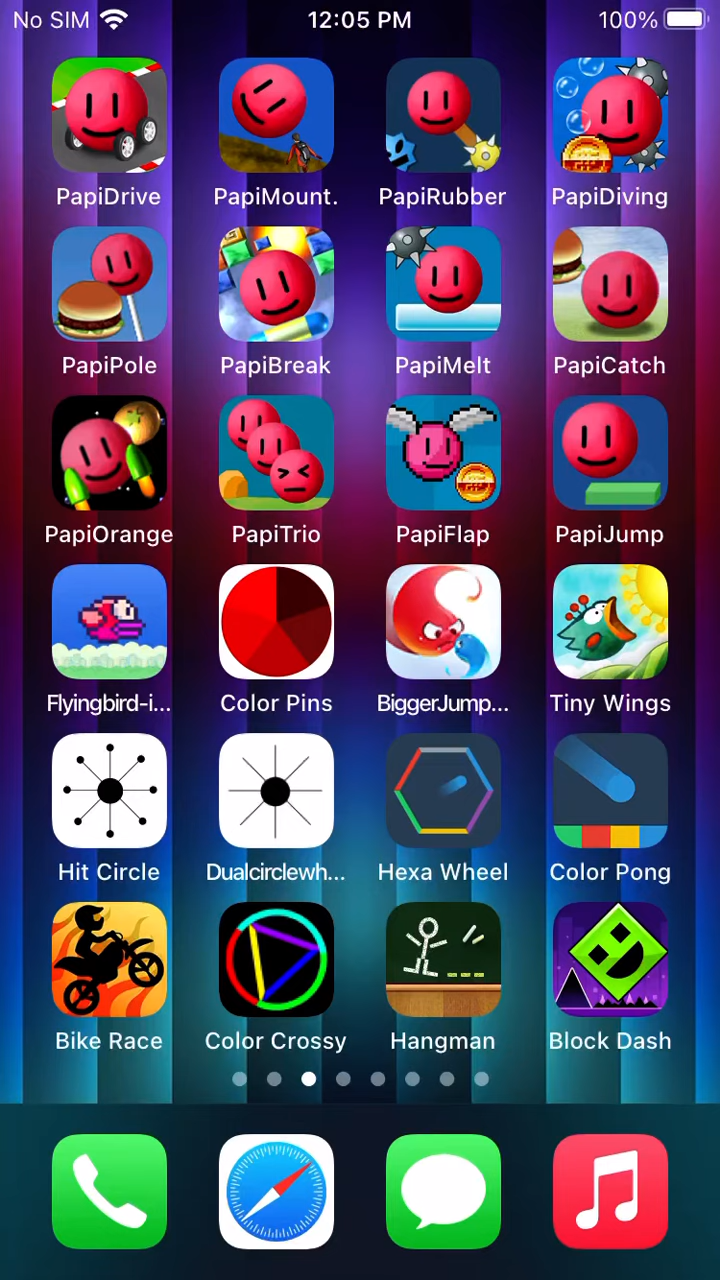 No SIM 12:05 PM 100%
PapiDrive PapiMount. PapiRubber PapiDiving
PapiPole PapiBreak PapiMelt PapiCatch
PapiOrange PapiTrio PapiFlap PapiJump
Flyingbird-i... Color Pins BiggerJump... Tiny Wings
Hit Circle Dualcirclewh... Hexa Wheel Color Pong
Bike Race Color Crossy Hangman Block Dash